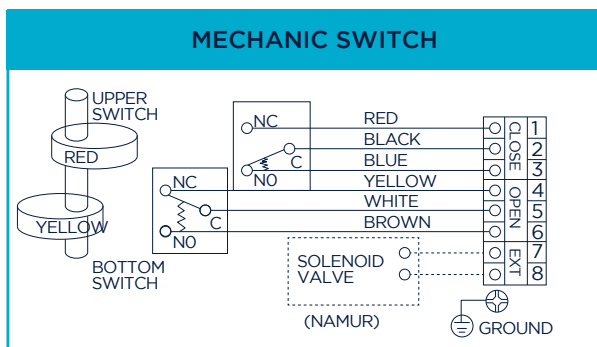 MECHANIC SWITCH
UPPER
SWITCH
RED
YELLOW
BOTTOM
SWITCH
NC
C
N0
NC
C
N0
RED
BLACK
BLUE
YELLOW
WHITE
BROWN
CLOSE
OPEN
EXT
1
2
3
4
5
6
7
8
SOLENOID
VALVE
(NAMUR)
GROUND